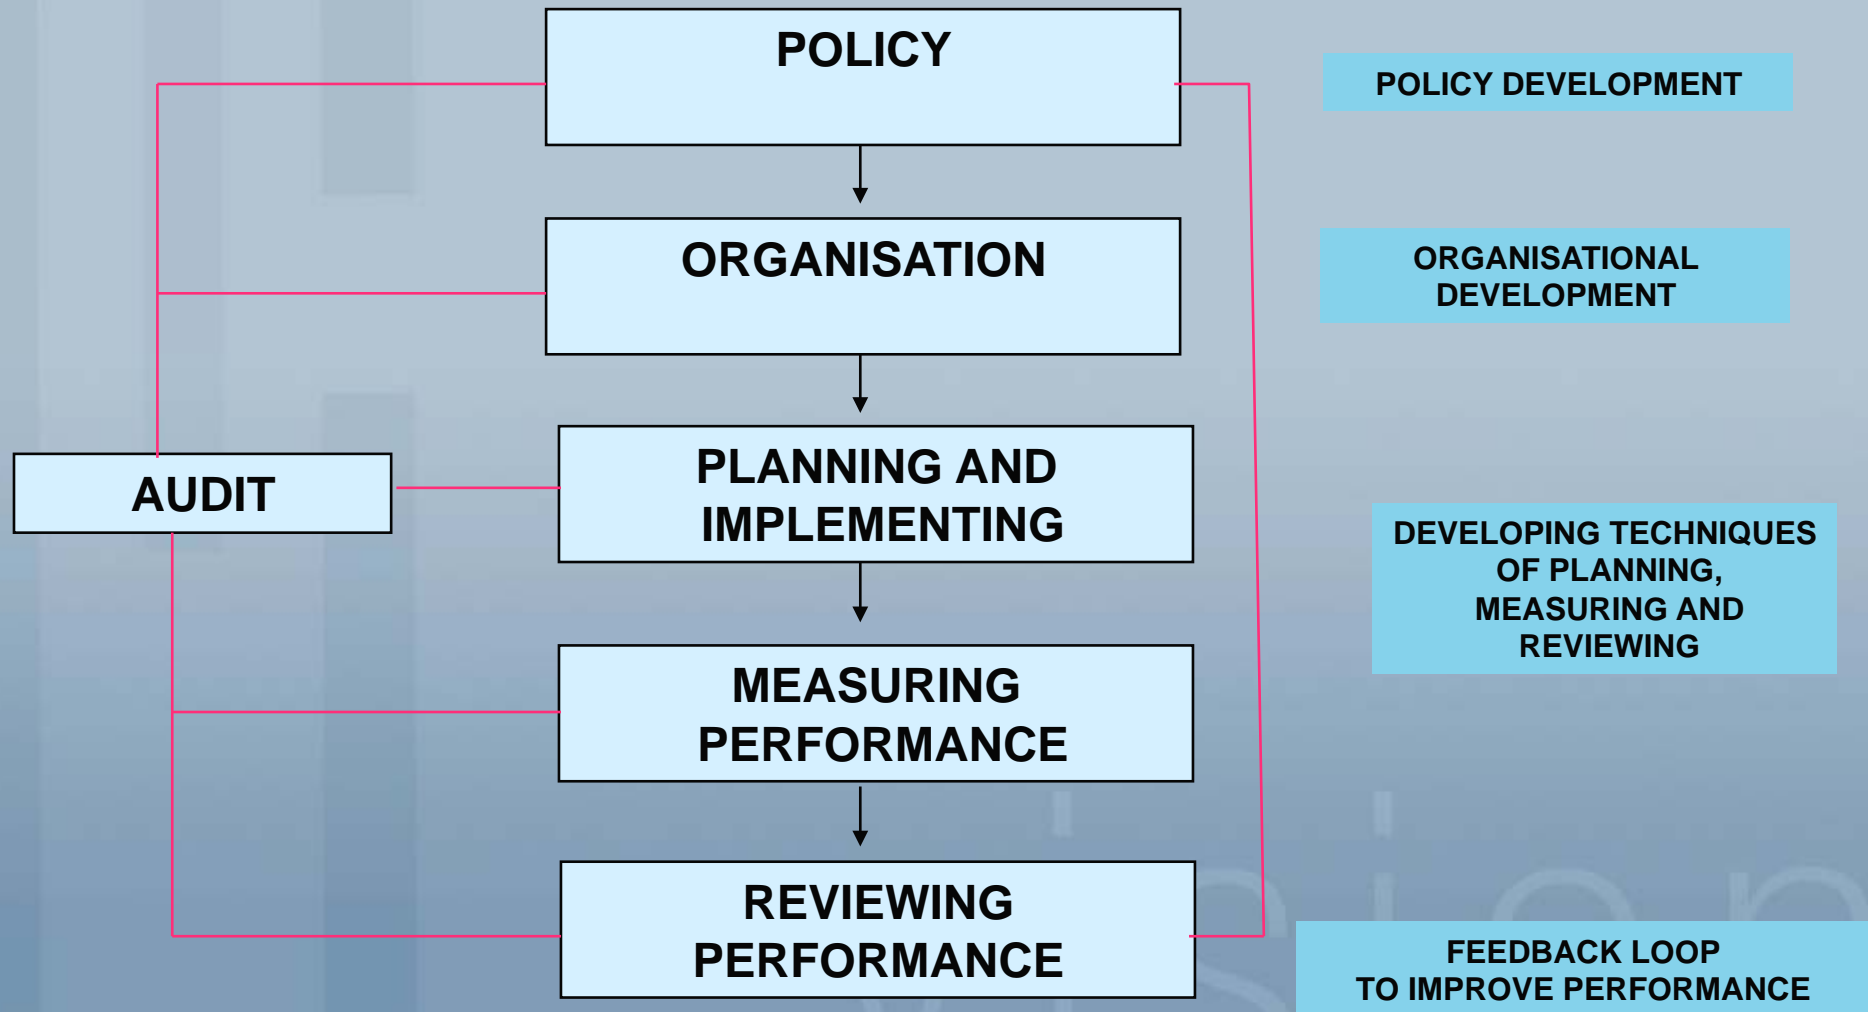 POLICY
POLICY DEVELOPMENT
ORGANISATION
ORGANISATIONAL
DEVELOPMENT
AUDIT
PLANNING AND
IMPLEMENTING
DEVELOPING TECHNIQUES
OF PLANNING,
MEASURING AND
REVIEWING
MEASURING
PERFORMANCE
REVIEWING
PERFORMANCE
FEEDBACK LOOP
TO IMPROVE PERFORMANCE